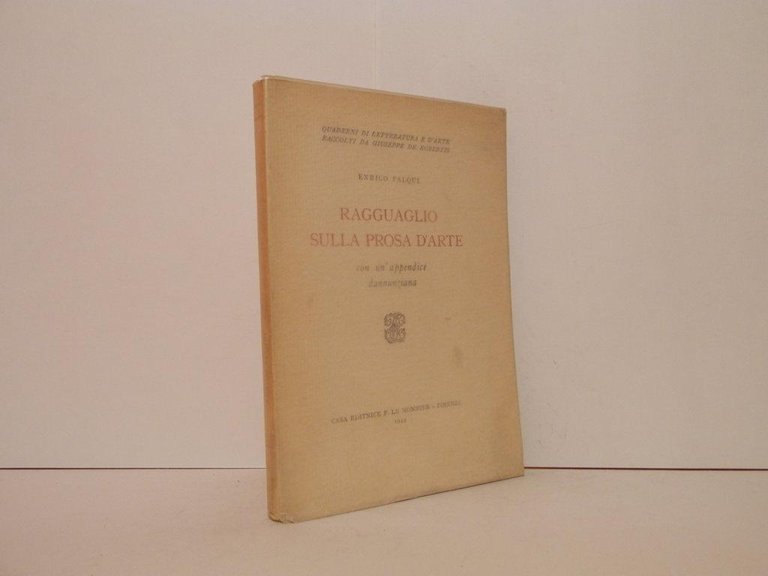 QUADERNI DI LETTERATURA E D'ARTE
RACCOLTI DA GIUSEPPE DE ROBERTIS
ENRICO FALQUI
RAGGUAGLIO
SULLA PROSA D'ARTE
con un'appendice
dannunziana
CASA EDITRICE F. LE MONNIER - FIRENZE